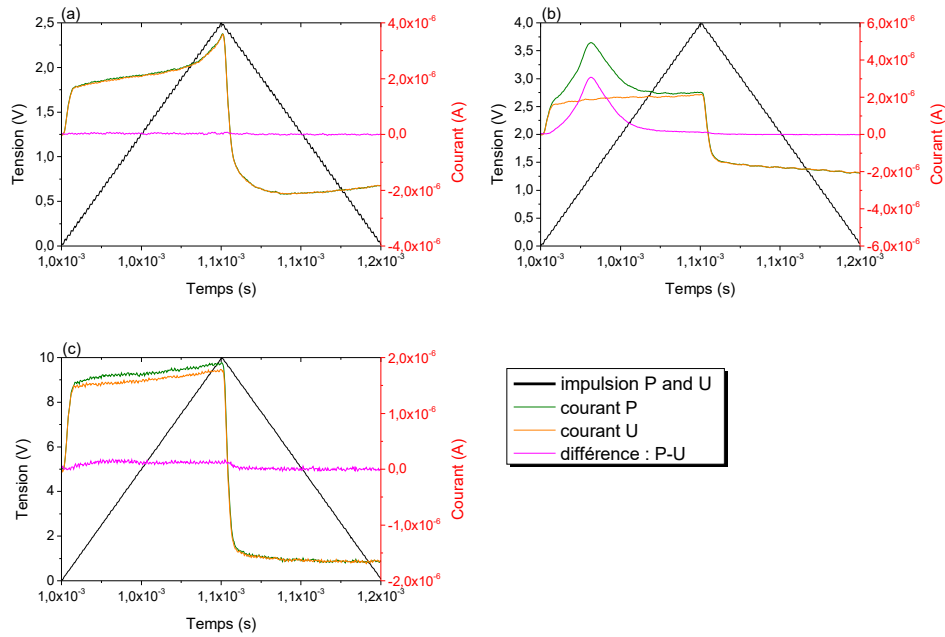 (a)
2,5
2,0
1,5
1,0
0,5
0,0
Tension (V)
4,0x10-6
2,0x10-6
0,0
-2,0x10-6
-4,0x10-6
Courant (A)
1,0x10-3 1,0x10-3 1,1x10-3 1,1x10-3 1,2x10-3
Temps (s)
(b)
4,0
3,5
3,0
2,5
2,0
1,5
1,0
0,5
0,0
Tension (V)
6,0x10-6
4,0x10-6
2,0x10-6
0,0
-2,0x10-6
-4,0x10-6
-6,0x10-6
Courant (A)
1,0x10-3 1,0x10-3 1,1x10-3 1,1x10-3 1,2x10-3
Temps (s)
(c)
10
8
6
4
2
0
Tension (V)
2,0x10-6
1,0x10-6
0,0
-1,0x10-6
-2,0x10-6
Courant (A)
1,0x10-3 1,0x10-3 1,1x10-3 1,1x10-3 1,2x10-3
Temps (s)
impulsion P and U
courant P
courant U
différence : P-U